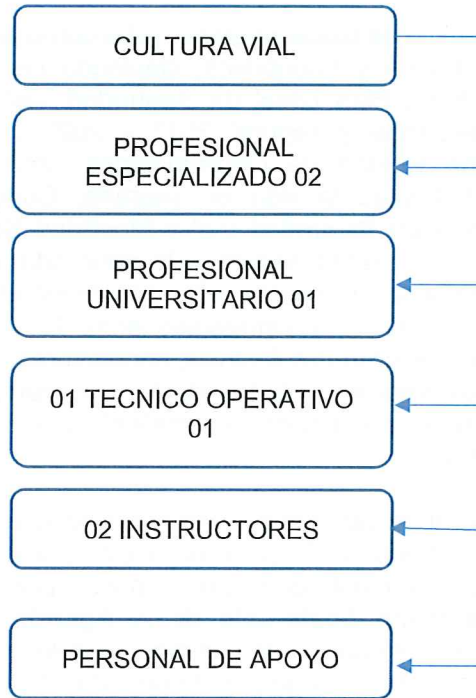 CULTURA VIAL
PROFESIONAL
ESPECIALIZADO 02
PROFESIONAL
UNIVERSITARIO 01
01 TECNICO OPERATIVO
01
02 INSTRUCTORES
PERSONAL DE APOYO